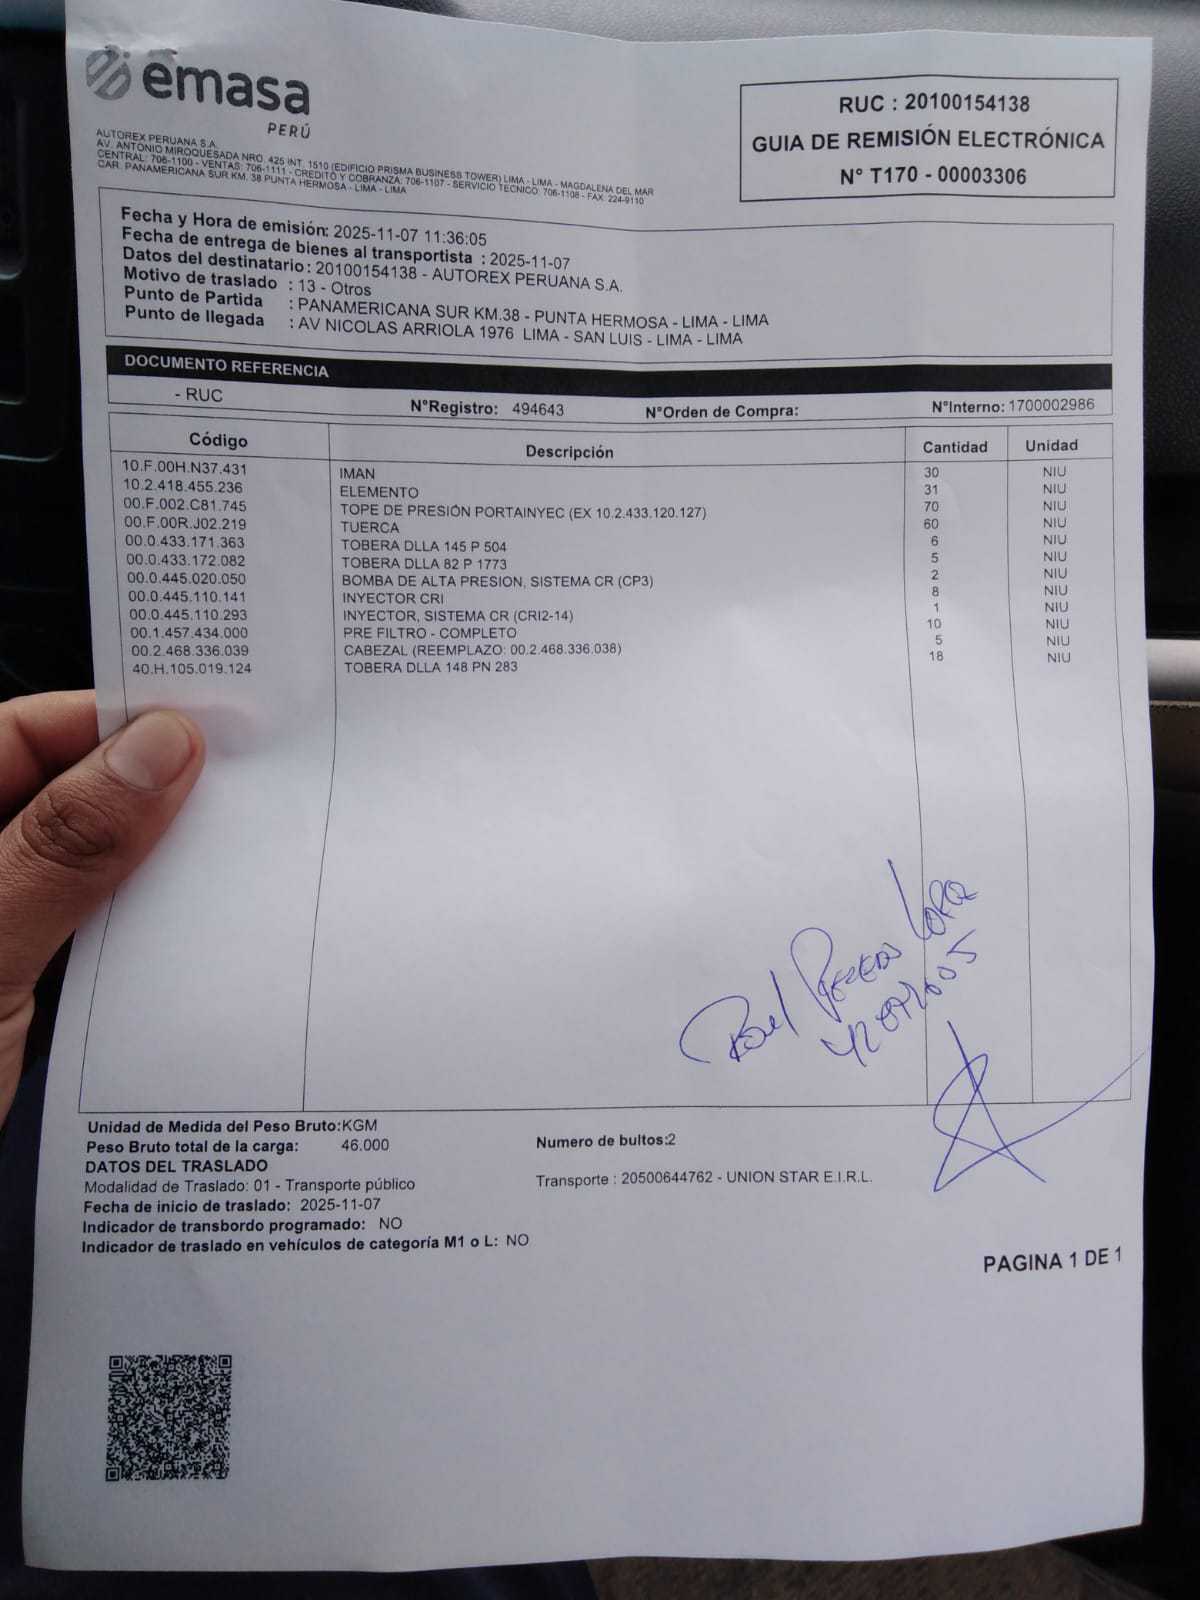 emasa
PERÚ
AUTOREX PERUANA S.A.
AV. ANTONIO MIROQUESADA NRO. 425 INT. 1510 (EDIFICIO PRISMA BUSINESS TOWER) LIMA - LIMA - MAGDALENA DEL MAR
CENTRAL: 706-1100 - VENTAS: 706-1111 - CREDITO Y COBRANZA: 706-1107 - SERVICIO TECNICO: 706-1108 - FAX: 224-9110
CAR. PANAMERICANA SUR KM. 38 PUNTA HERMOSA - LIMA - LIMA
RUC : 20100154138
GUIA DE REMISIÓN ELECTRÓNICA
N° T170 - 00003306
Fecha y Hora de emisión: 2025-11-07 11:36:05
Fecha de entrega de bienes al transportista : 2025-11-07
Datos del destinatario: 20100154138 - AUTOREX PERUANA S.A.
Motivo de traslado : 13 - Otros
Punto de Partida : PANAMERICANA SUR KM.38 - PUNTA HERMOSA - LIMA - LIMA
Punto de llegada : AV NICOLAS ARRIOLA 1976 LIMA - SAN LUIS - LIMA - LIMA
DOCUMENTO REFERENCIA
- RUC N°Registro: 494643 N°Orden de Compra: N°Interno: 1700002986
Código Descripción Cantidad Unidad
10.F.00H.N37.431 IMAN 30 NIU
10.2.418.455.236 ELEMENTO 31 NIU
00.F.002.C81.745 TOPE DE PRESIÓN PORTAINYEC (EX 10.2.433.120.127) 70 NIU
00.F.00R.J02.219 TUERCA 60 NIU
00.0.433.171.363 TOBERA DLLA 145 P 504 6 NIU
00.0.433.172.082 TOBERA DLLA 82 P 1773 5 NIU
00.0.445.020.050 BOMBA DE ALTA PRESION, SISTEMA CR (CP3) 2 NIU
00.0.445.110.141 INYECTOR CRI 8 NIU
00.0.445.110.293 INYECTOR, SISTEMA CR (CRI2-14) 1 NIU
00.1.457.434.000 PRE FILTRO - COMPLETO 10 NIU
00.2.468.336.039 CABEZAL (REEMPLAZO: 00.2.468.336.038) 5 NIU
40.H.105.019.124 TOBERA DLLA 148 PN 283 18 NIU
Unidad de Medida del Peso Bruto:KGM
Peso Bruto total de la carga: 46.000 Numero de bultos:2
DATOS DEL TRASLADO
Modalidad de Traslado: 01 - Transporte público Transporte : 20500644762 - UNION STAR E.I.R.L.
Fecha de inicio de traslado: 2025-11-07
Indicador de transbordo programado: NO
Indicador de traslado en vehículos de categoría M1 o L: NO
PAGINA 1 DE 1